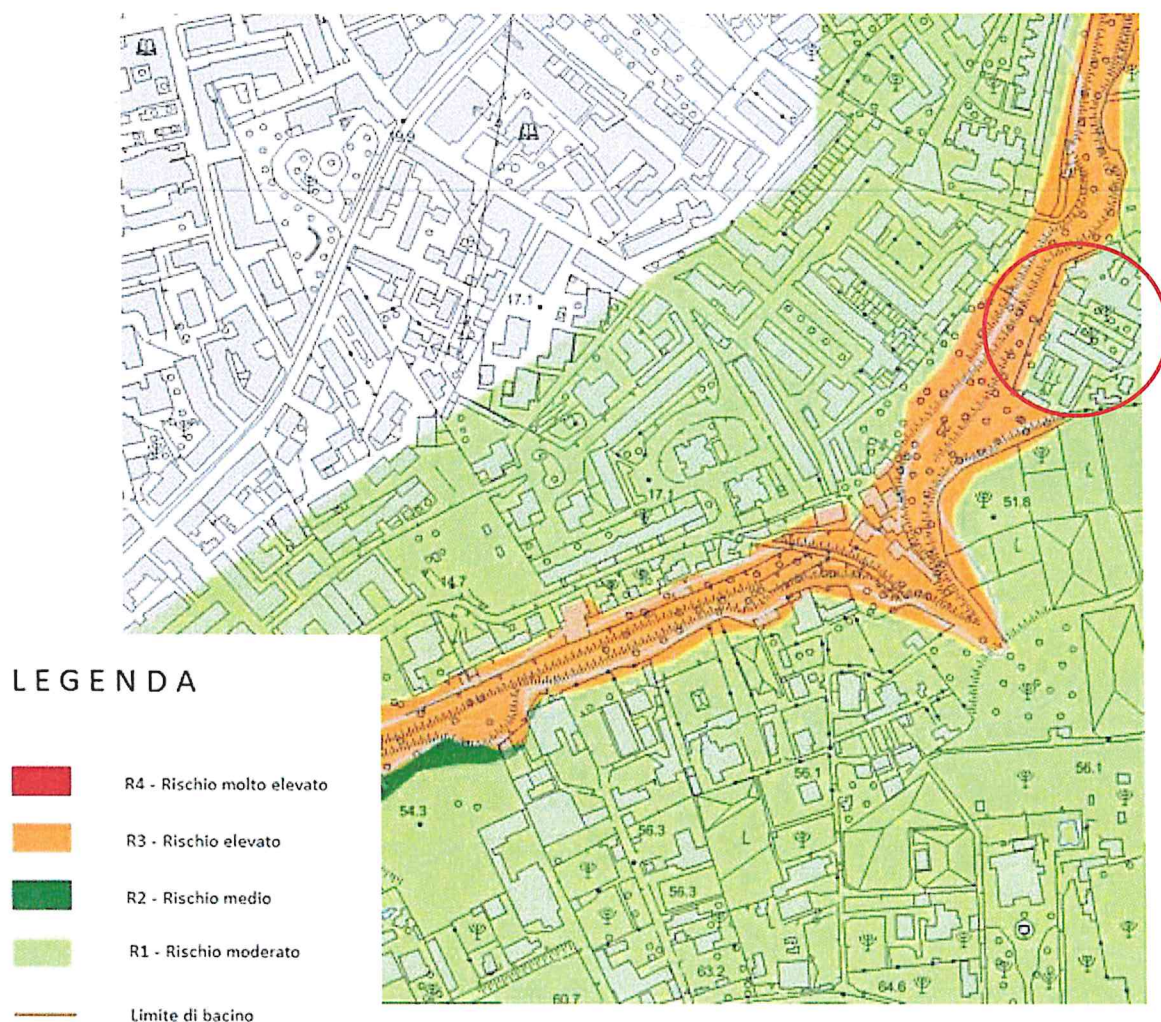 19.9
17.1
17.1
14.7
51.8
L
L
54.3
56.1
56.1
56.3
L
56.3
63.2
60.7
64.6
LEGENDA
R4 - Rischio molto elevato
R3 - Rischio elevato
R2 - Rischio medio
R1 - Rischio moderato
Limite di bacino